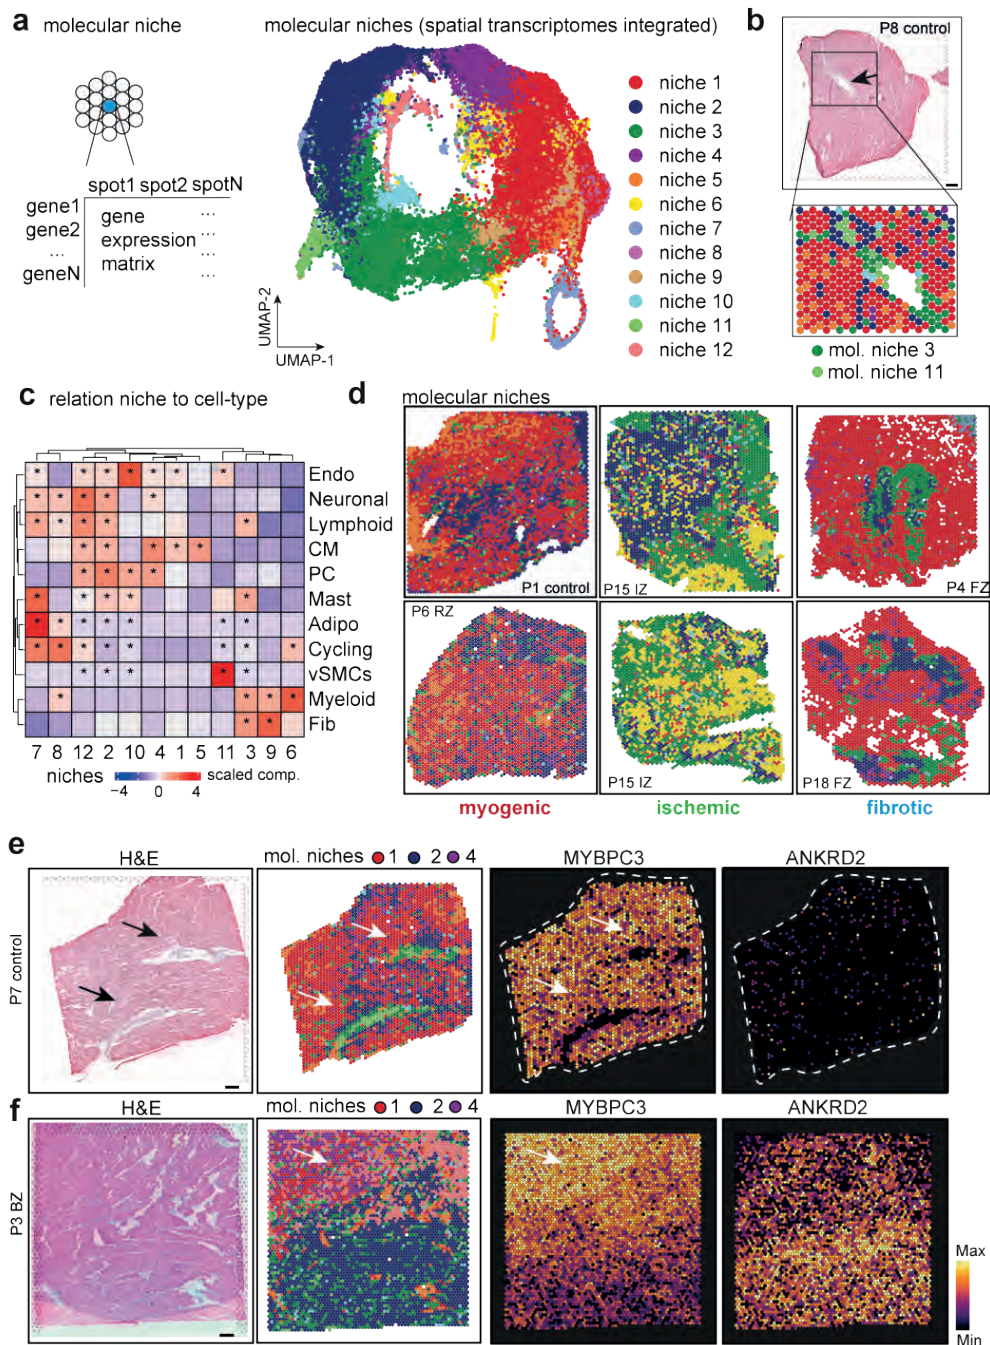 a molecular niche
molecular niches (spatial transcriptomes integrated)
spot1 spot2 spotN
gene1
gene2
...
geneN
gene ...
expression ...
matrix ...
...
UMAP-2
UMAP-1
niche 1
niche 2
niche 3
niche 4
niche 5
niche 6
niche 7
niche 8
niche 9
niche 10
niche 11
niche 12
b
P8 control
mol. niche 3
mol. niche 11
c relation niche to cell-type
Endo
Neuronal
Lymphoid
CM
PC
Mast
Adipo
Cycling
vSMCs
Myeloid
Fib
7 8 12 2 10 4 1 5 11 3 9 6
niches
scaled comp.
−4 0 4
d molecular niches
P1 control
P15 IZ
P4 FZ
P6 RZ
P15 IZ
P18 FZ
myogenic
ischemic
fibrotic
e
H&E
mol. niches 1 2 4
MYBPC3
ANKRD2
P7 control
f
H&E
mol. niches 1 2 4
MYBPC3
ANKRD2
P3 BZ
Max
Min